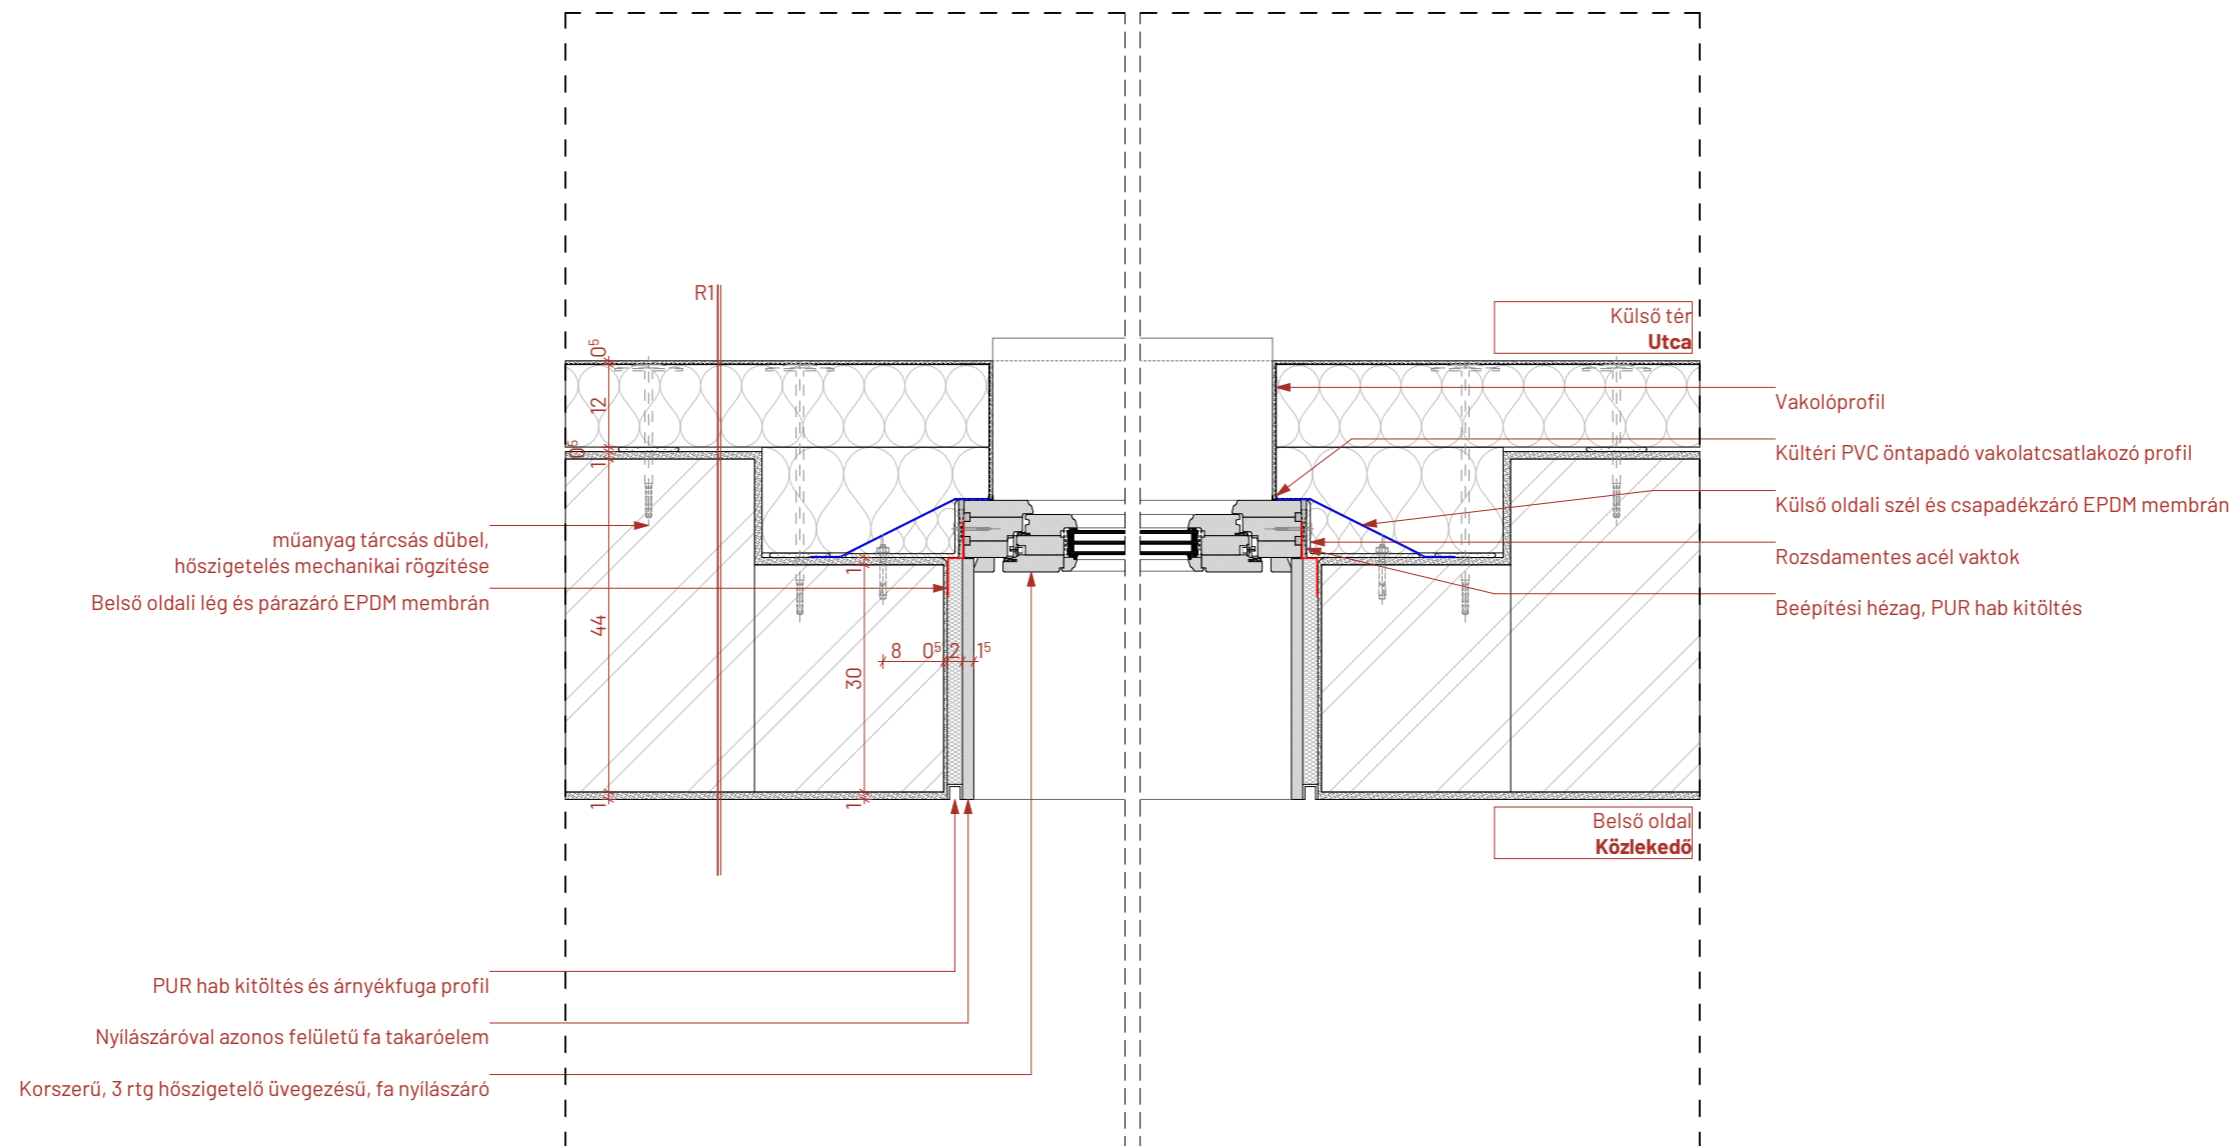 R1
Külső tér
Utca
0⁵
12
0⁵
1
44
1
1
30
1
8 0⁵ 2 1⁵
Vakolóprofil
Kültéri PVC öntapadó vakolatcsatlakozó profil
Külső oldali szél és csapadékzáró EPDM membrán
Rozsdamentes acél vaktok
Beépítési hézag, PUR hab kitöltés
műanyag tárcsás dübel,
hőszigetelés mechanikai rögzítése
Belső oldali lég és párazáró EPDM membrán
Belső oldal
Közlekedő
PUR hab kitöltés és árnyékfuga profil
Nyílászáróval azonos felületű fa takaróelem
Korszerű, 3 rtg hőszigetelő üvegezésű, fa nyílászáró